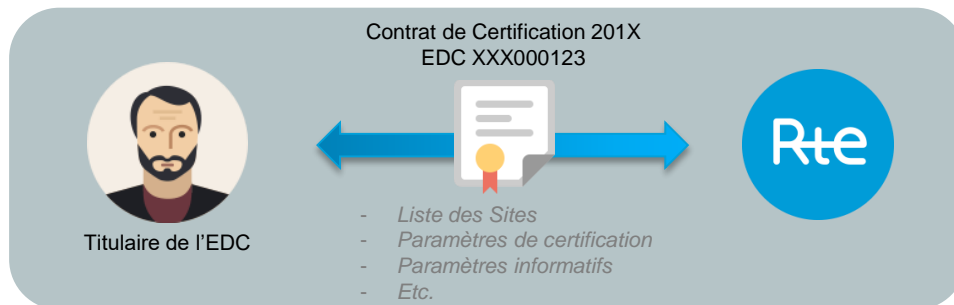 Contrat de Certification 201X
EDC XXX000123
Rte
Titulaire de l'EDC
- Liste des Sites
- Paramètres de certification
- Paramètres informatifs
- Etc.